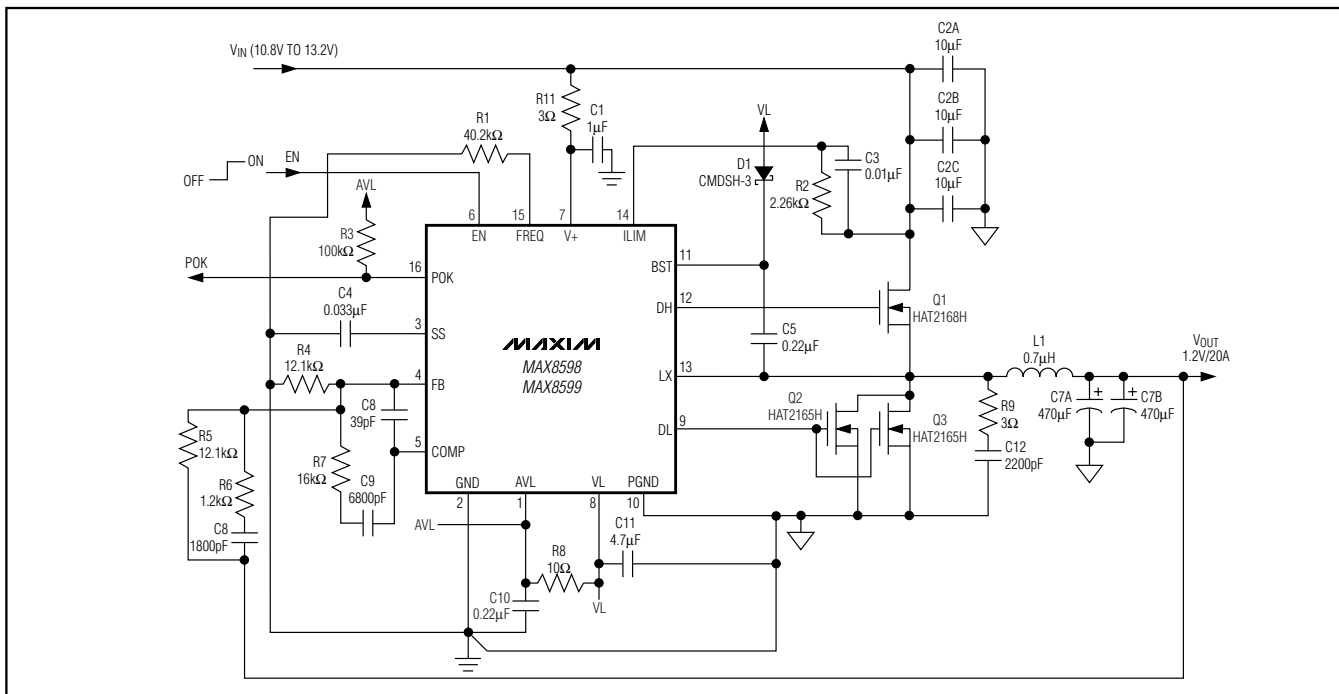 VIN (10.8V TO 13.2V)
C2A
10µF
C2B
10µF
C2C
10µF
R11
3Ω
C1
1µF
R1
40.2kΩ
VL
D1
CMDSH-3
R2
2.26kΩ
C3
0.01µF
OFF
ON
EN
AVL
R3
100kΩ
POK
6
EN
15
FREQ
7
V+
14
ILIM
16
POK
11
BST
12
DH
Q1
HAT2168H
C4
0.033µF
3
SS
MAXIM
MAX8598
MAX8599
C5
0.22µF
13
LX
L1
0.7µH
VOUT
1.2V/20A
R4
12.1kΩ
4
FB
C8
39pF
Q2
HAT2165H
Q3
HAT2165H
9
DL
R9
3Ω
C7A
470µF
C7B
470µF
C12
2200pF
R5
12.1kΩ
R6
1.2kΩ
C8
1800pF
R7
16kΩ
C9
6800pF
5
COMP
GND
2
AVL
1
VL
8
PGND
10
AVL
C11
4.7µF
R8
10Ω
VL
C10
0.22µF